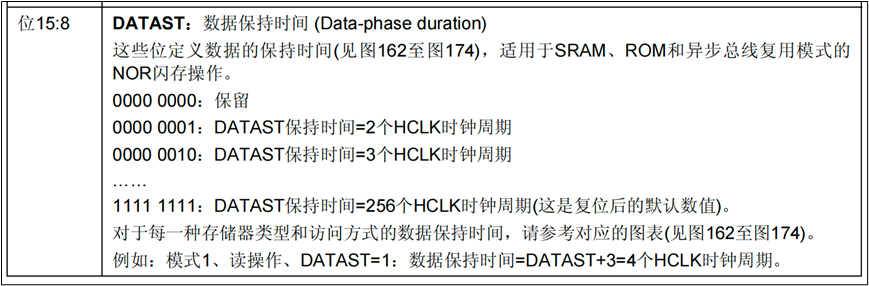 位15:8
DATAST：数据保持时间 (Data-phase duration)
这些位定义数据的保持时间(见图162至图174)，适用于SRAM、ROM和异步总线复用模式的
NOR闪存操作。
0000 0000：保留
0000 0001：DATAST保持时间=2个HCLK时钟周期
0000 0010：DATAST保持时间=3个HCLK时钟周期
……
1111 1111：DATAST保持时间=256个HCLK时钟周期(这是复位后的默认数值)。
对于每一种存储器类型和访问方式的数据保持时间，请参考对应的图表(见图162至图174)。
例如：模式1、读操作、DATAST=1：数据保持时间=DATAST+3=4个HCLK时钟周期。